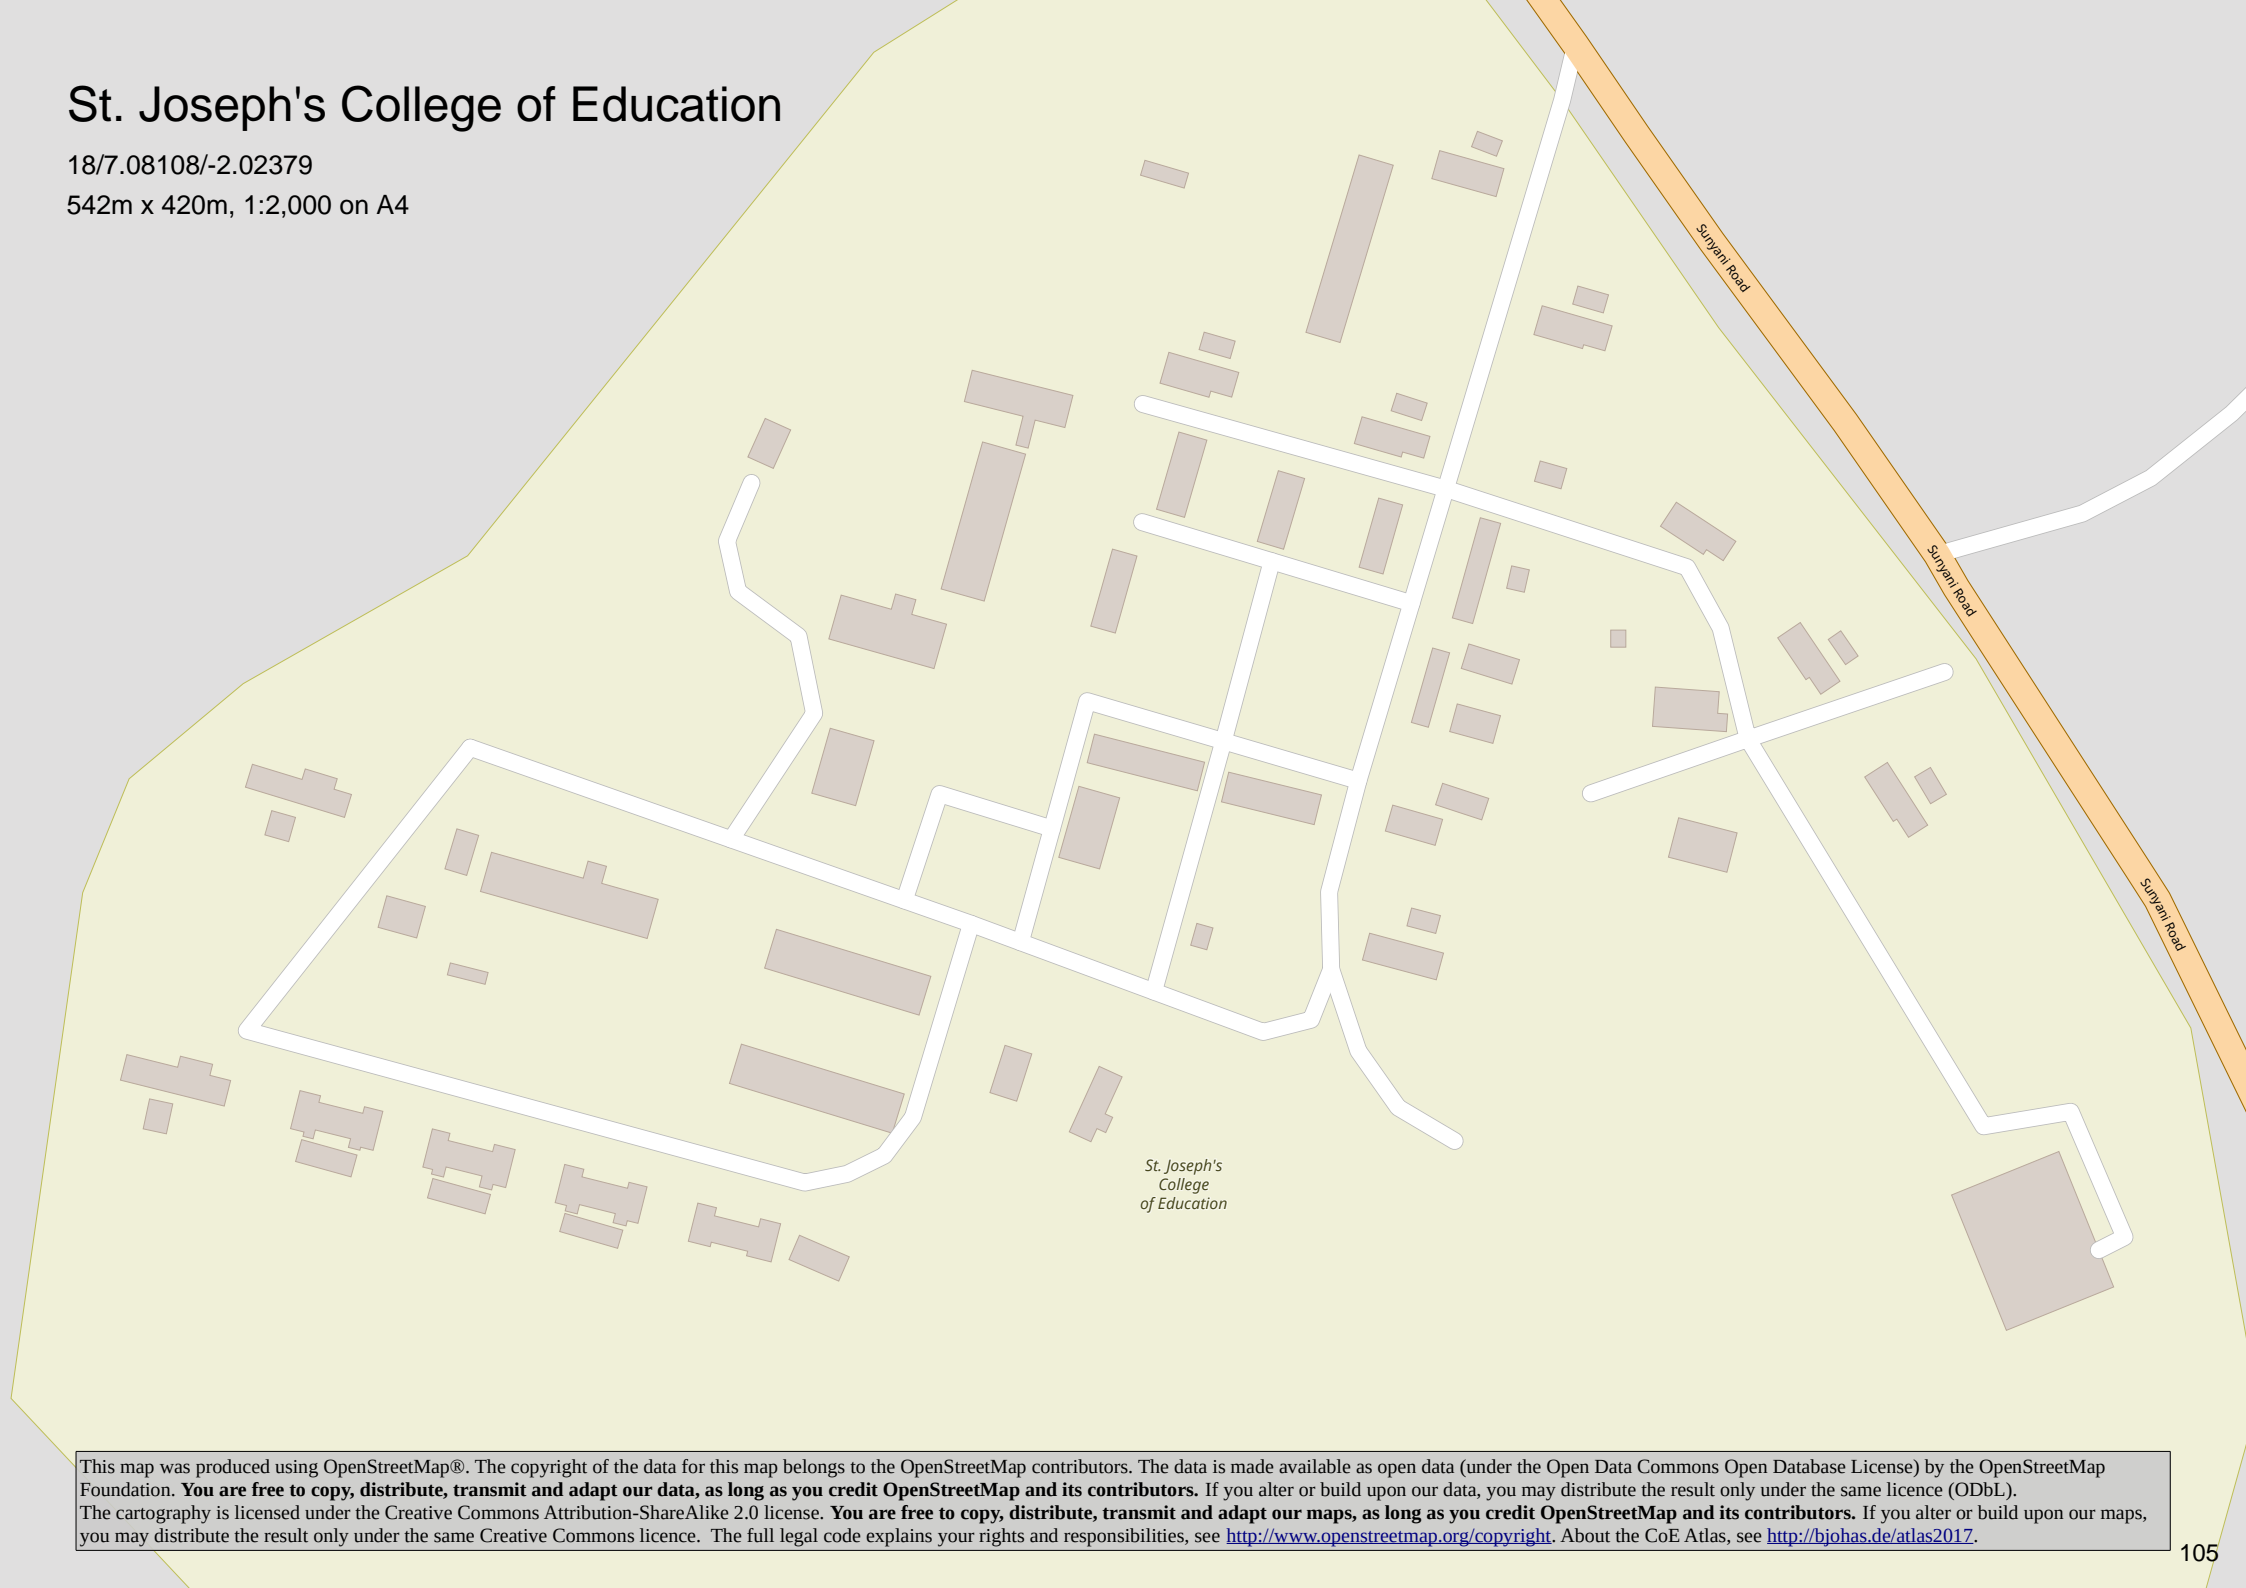 St. Joseph's College of Education
18/7.08108/-2.02379
542m x 420m, 1:2,000 on A4
Sunyani Road
Sunyani Road
Sunyani Road
St. Joseph's
College
of Education
This map was produced using OpenStreetMap®. The copyright of the data for this map belongs to the OpenStreetMap contributors. The data is made available as open data (under the Open Data Commons Open Database License) by the OpenStreetMap
Foundation. You are free to copy, distribute, transmit and adapt our data, as long as you credit OpenStreetMap and its contributors. If you alter or build upon our data, you may distribute the result only under the same licence (ODbL).
The cartography is licensed under the Creative Commons Attribution-ShareAlike 2.0 license. You are free to copy, distribute, transmit and adapt our maps, as long as you credit OpenStreetMap and its contributors. If you alter or build upon our maps,
you may distribute the result only under the same Creative Commons licence. The full legal code explains your rights and responsibilities, see http://www.openstreetmap.org/copyright. About the CoE Atlas, see http://bjohas.de/atlas2017.
105